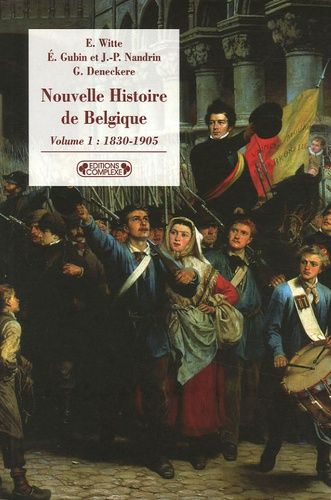 E. Witte
É. Gubin et J.-P. Nandrin
G. Deneckere
Nouvelle Histoire
de Belgique
Volume 1 : 1830-1905
EDITIONS
COMPLEXE